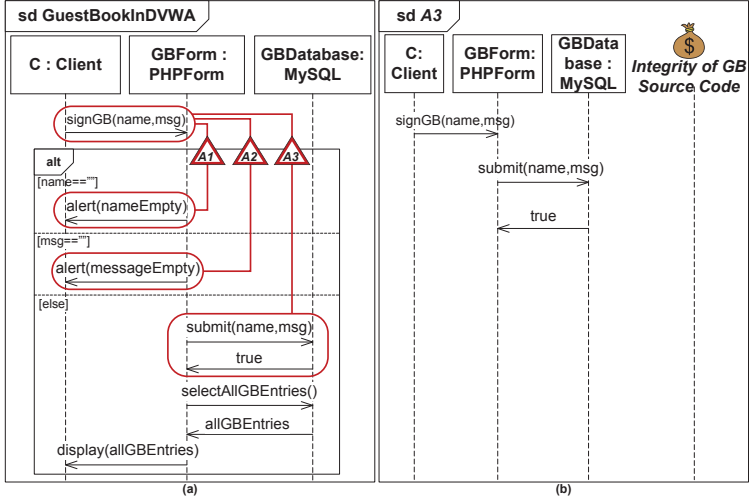 sd GuestBookInDVWA
C : Client
GBForm :
PHPForm
GBDatabase:
MySQL
signGB(name,msg)
A1
A2
A3
alt
[name==""]
alert(nameEmpty)
[msg==""]
alert(messageEmpty)
[else]
submit(name,msg)
true
selectAllGBEntries()
allGBEntries
display(allGBEntries)
(a)
sd A3
C:
Client
GBForm:
PHPForm
GBData
base :
MySQL
$
Integrity of GB
Source Code
signGB(name,msg)
submit(name,msg)
true
(b)